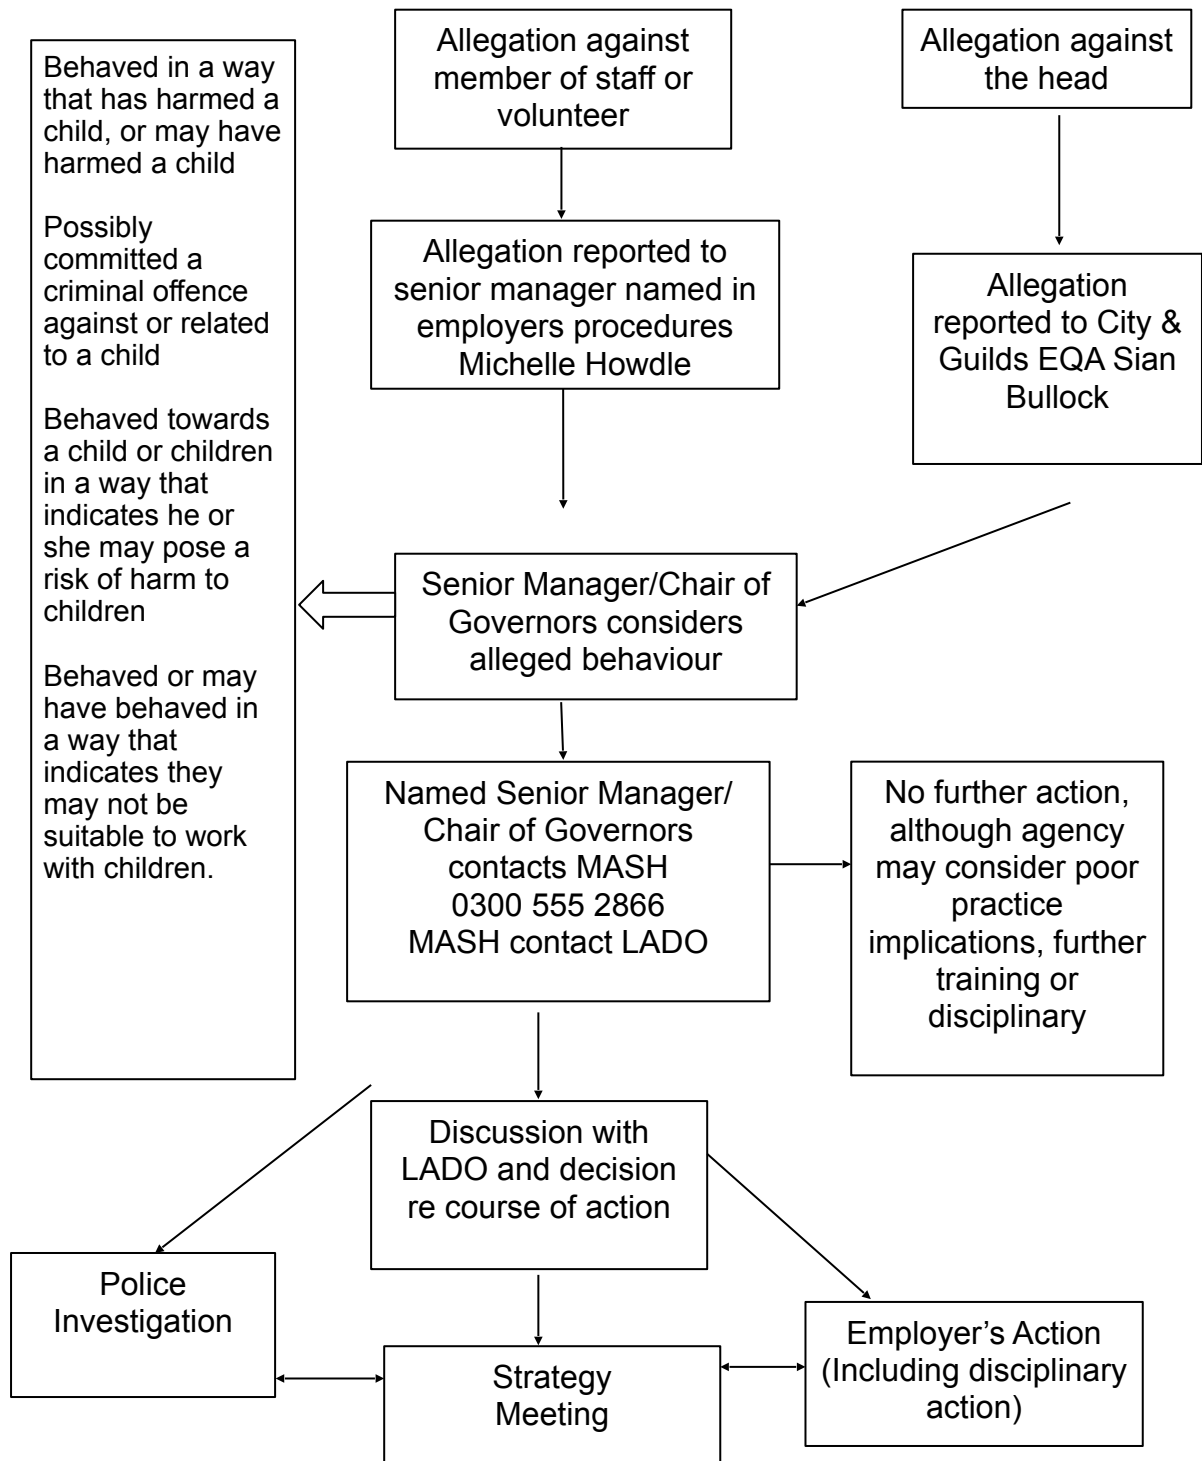 Behaved in a way
that has harmed a
child, or may have
harmed a child
Possibly
committed a
criminal offence
against or related
to a child
Behaved towards
a child or children
in a way that
indicates he or
she may pose a
risk of harm to
children
Behaved or may
have behaved in
a way that
indicates they
may not be
suitable to work
with children.
Allegation against
member of staff or
volunteer
Allegation against
the head
Allegation reported to
senior manager named in
employers procedures
Michelle Howdle
Allegation
reported to City &
Guilds EQA Sian
Bullock
Senior Manager/Chair of
Governors considers
alleged behaviour
Named Senior Manager/
Chair of Governors
contacts MASH
0300 555 2866
MASH contact LADO
No further action,
although agency
may consider poor
practice
implications, further
training or
disciplinary
Discussion with
LADO and decision
re course of action
Police
Investigation
Strategy
Meeting
Employer’s Action
(Including disciplinary
action)